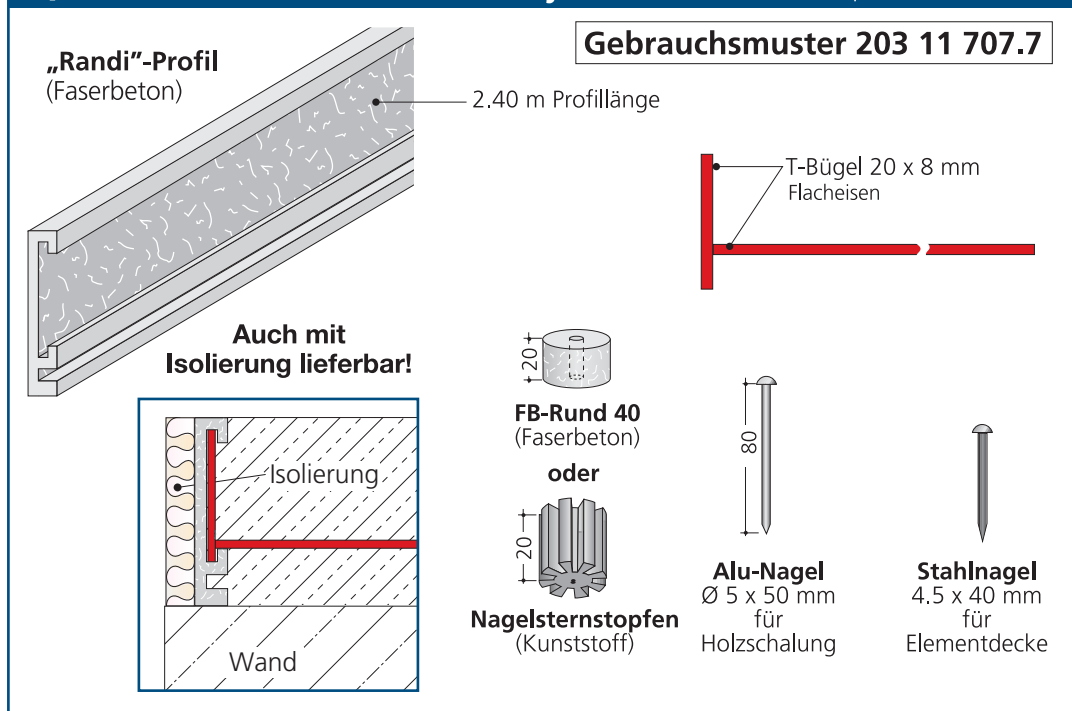 Gebrauchsmuster 203 11 707.7
„Randi”-Profil
(Faserbeton)
2.40 m Profillänge
T-Bügel 20 x 8 mm
Flacheisen
Auch mit
Isolierung lieferbar!
Isolierung
Wand
20
FB-Rund 40
(Faserbeton)
oder
20
Nagelsternstopfen
(Kunststoff)
80
Alu-Nagel
Ø 5 x 50 mm
für
Holzschalung
Stahlnagel
4.5 x 40 mm
für
Elementdecke